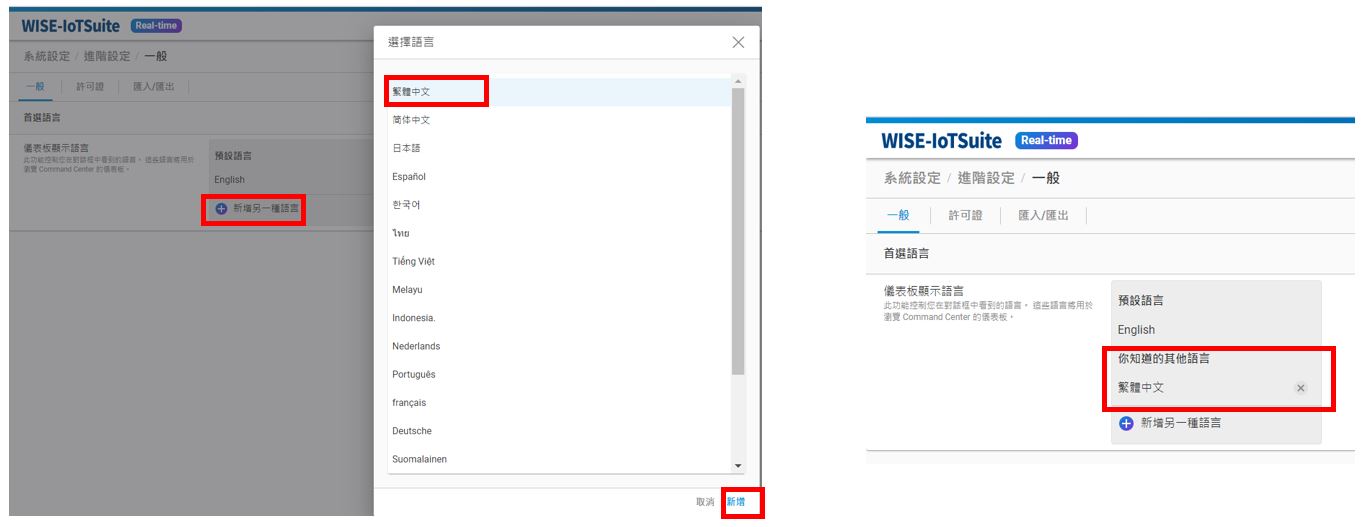 WISE-IoTSuite Real-time
系統設定 / 進階設定 / 一般
一般 許可證 匯入/匯出
首選語言
儀表板顯示語言
此功能控制您在對話框中看到的語言。這些語言將用於
瀏覽 Command Center 的儀表板。
預設語言
English
新增另一種語言
選擇語言
繁體中文
简体中文
日本語
Español
한국어
ไทย
Tiếng Việt
Melayu
Indonesia.
Nederlands
Português
français
Deutsche
Suomalainen
取消 新增
WISE-IoTSuite Real-time
系統設定 / 進階設定 / 一般
一般 許可證 匯入/匯出
首選語言
儀表板顯示語言
此功能控制您在對話框中看到的語言。這些語言將用於
瀏覽 Command Center 的儀表板。
預設語言
English
你知道的其他語言
繁體中文
新增另一種語言